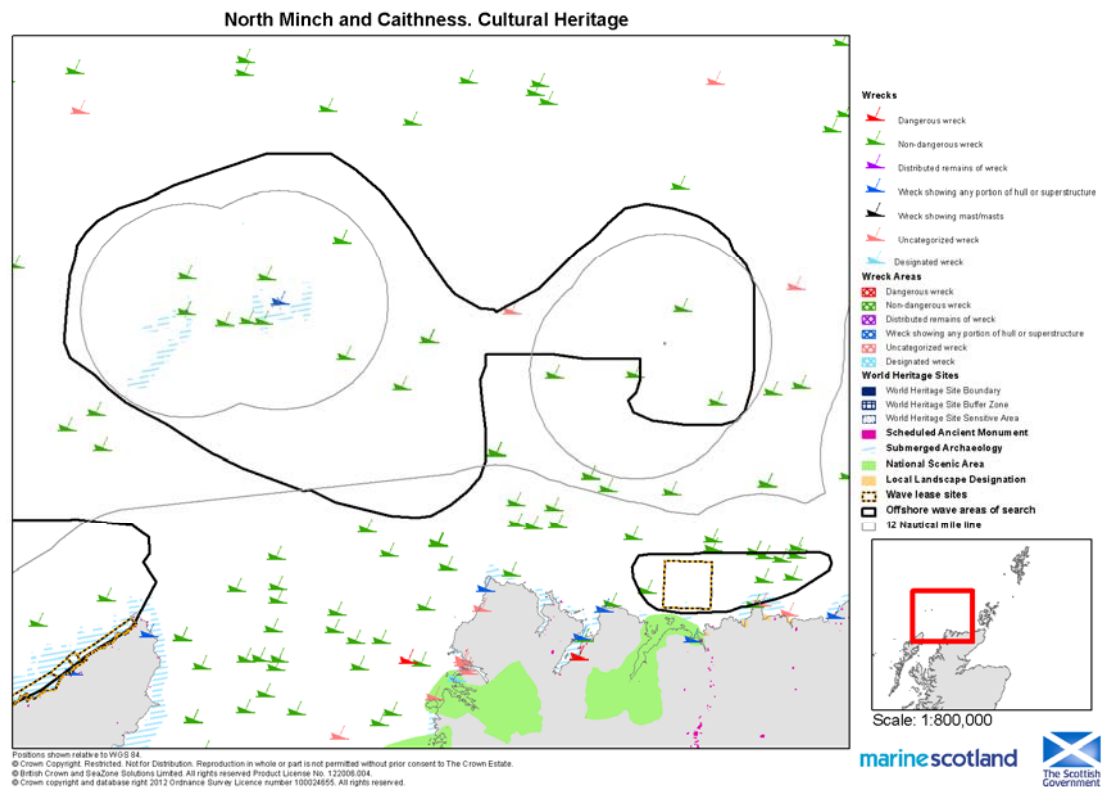 North Minch and Caithness. Cultural Heritage
Wrecks
Dangerous wreck
Non-dangerous wreck
Distributed remains of wreck
Wreck showing any portion of hull or superstructure
Wreck showing mast/masts
Uncategorized wreck
Designated wreck
Wreck Areas
Dangerous wreck
Non-dangerous wreck
Distributed remains of wreck
Wreck showing any portion of hull or superstructure
Uncategorized wreck
Designated wreck
World Heritage Sites
World Heritage Site Boundary
World Heritage Site Buffer Zone
World Heritage Site Sensitive Area
Scheduled Ancient Monument
Submerged Archaeology
National Scenic Area
Local Landscape Designation
Wave lease sites
Offshore wave areas of search
12 Nautical mile line
Scale: 1:800,000
marinescotland
The Scottish
Government
Positions shown relative to WGS 84.
© Crown Copyright. Restricted. Not for Distribution. Reproduction in whole or part is not permitted without prior consent to The Crown Estate.
© British Crown and SeaZone Solutions Limited. All rights reserved Product License No. 122006.004.
© Crown copyright and database right 2012 Ordnance Survey Licence number 100024655. All rights reserved.